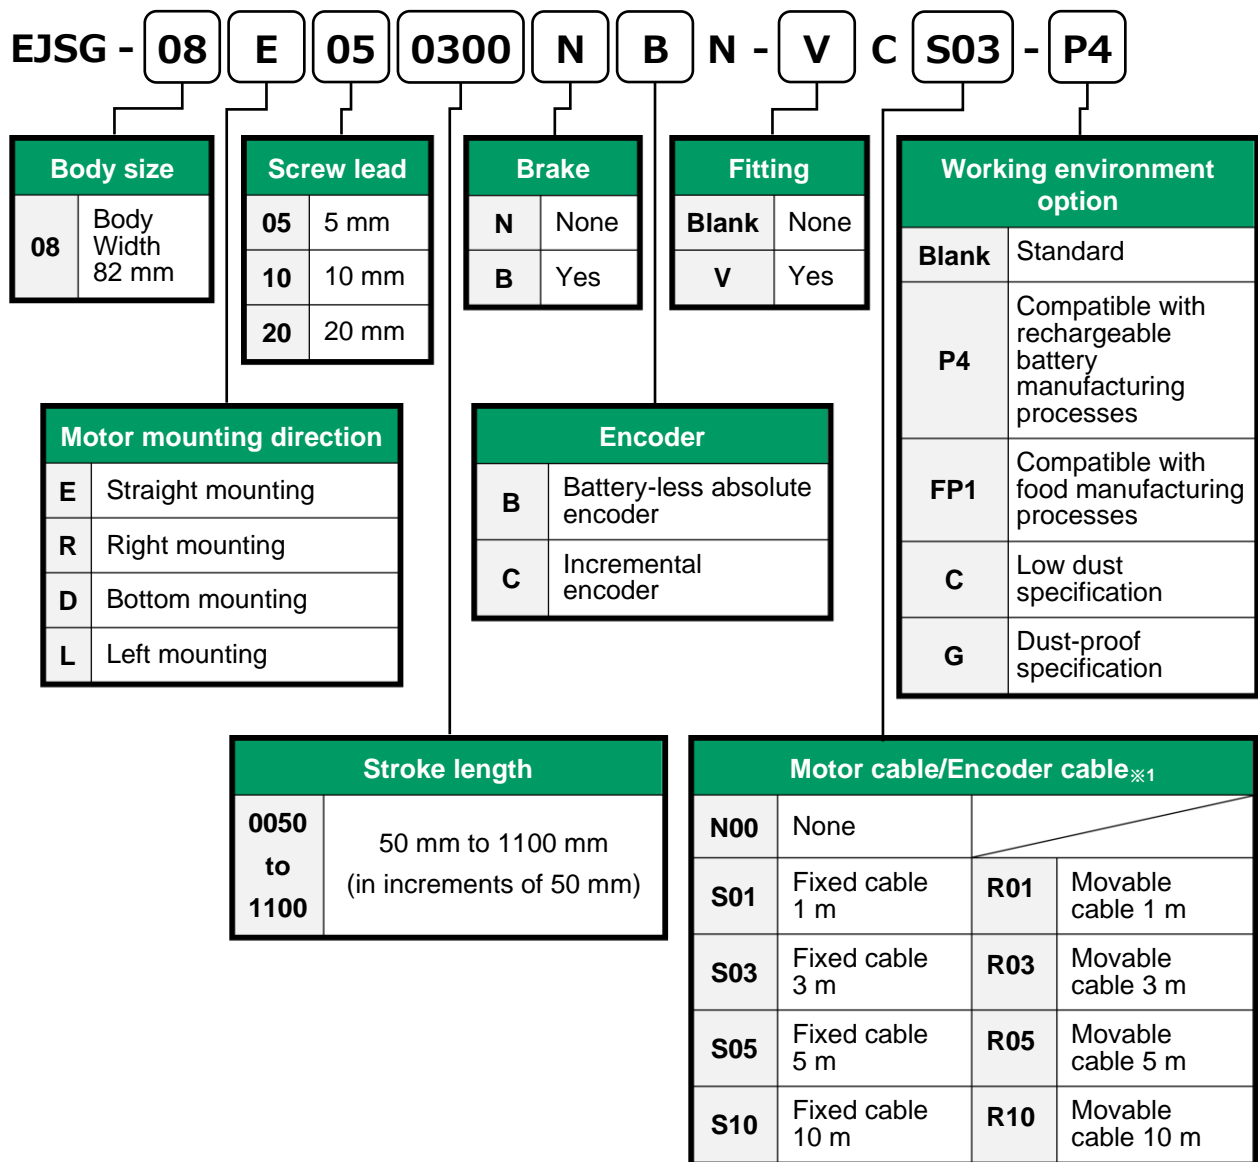 EJSG - 08 E 05 0300 N B N - V C S03 - P4
Body size
08
Body
Width
82 mm
Screw lead
05 5 mm
10 10 mm
20 20 mm
Brake
N None
B Yes
Fitting
Blank None
V Yes
Working environment
option
Blank Standard
P4
Compatible with
rechargeable
battery
manufacturing
processes
FP1
Compatible with
food manufacturing
processes
C
Low dust
specification
G
Dust-proof
specification
Motor mounting direction
E Straight mounting
R Right mounting
D Bottom mounting
L Left mounting
Encoder
B
Battery-less absolute
encoder
C
Incremental
encoder
Stroke length
0050
to
1100
50 mm to 1100 mm
(in increments of 50 mm)
Motor cable/Encoder cable※1
N00 None
S01
Fixed cable
1 m
R01
Movable
cable 1 m
S03
Fixed cable
3 m
R03
Movable
cable 3 m
S05
Fixed cable
5 m
R05
Movable
cable 5 m
S10
Fixed cable
10 m
R10
Movable
cable 10 m